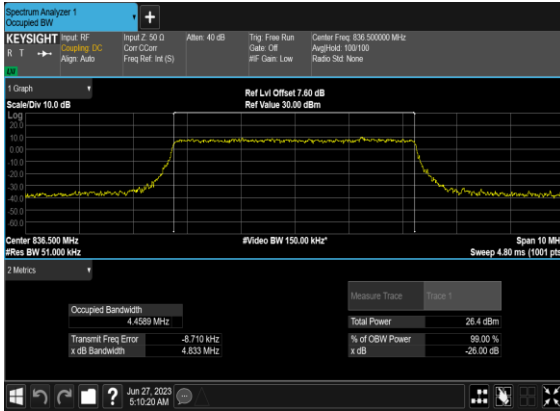 Spectrum Analyzer 1
Occupied BW
+
KEYSIGHT Input: RF Input Z: 50 Ω Atten: 40 dB Trig: Free Run Center Freq: 836.500000 MHz
R T Coupling: DC Corr CCorr Gate: Off Avg|Hold: 100/100
Align: Auto Freq Ref: Int (S) #IF Gain: Low Radio Std: None
1 Graph
Ref Lvl Offset 7.60 dB
Scale/Div 10.0 dB Ref Value 30.00 dBm
Log
20.0
10.0
0.00
-10.0
-20.0
-30.0
-40.0
-50.0
-60.0
Center 836.500 MHz #Video BW 150.00 kHz* Span 10 MH
#Res BW 51.000 kHz Sweep 4.80 ms (1001 pts
2 Metrics
Measure Trace Trace 1
Occupied Bandwidth
4.4589 MHz
Total Power 26.4 dBm
Transmit Freq Error -8.710 kHz % of OBW Power 99.00 %
x dB Bandwidth 4.833 MHz x dB -26.00 dB
? Jun 27, 2023
5:10:20 AM